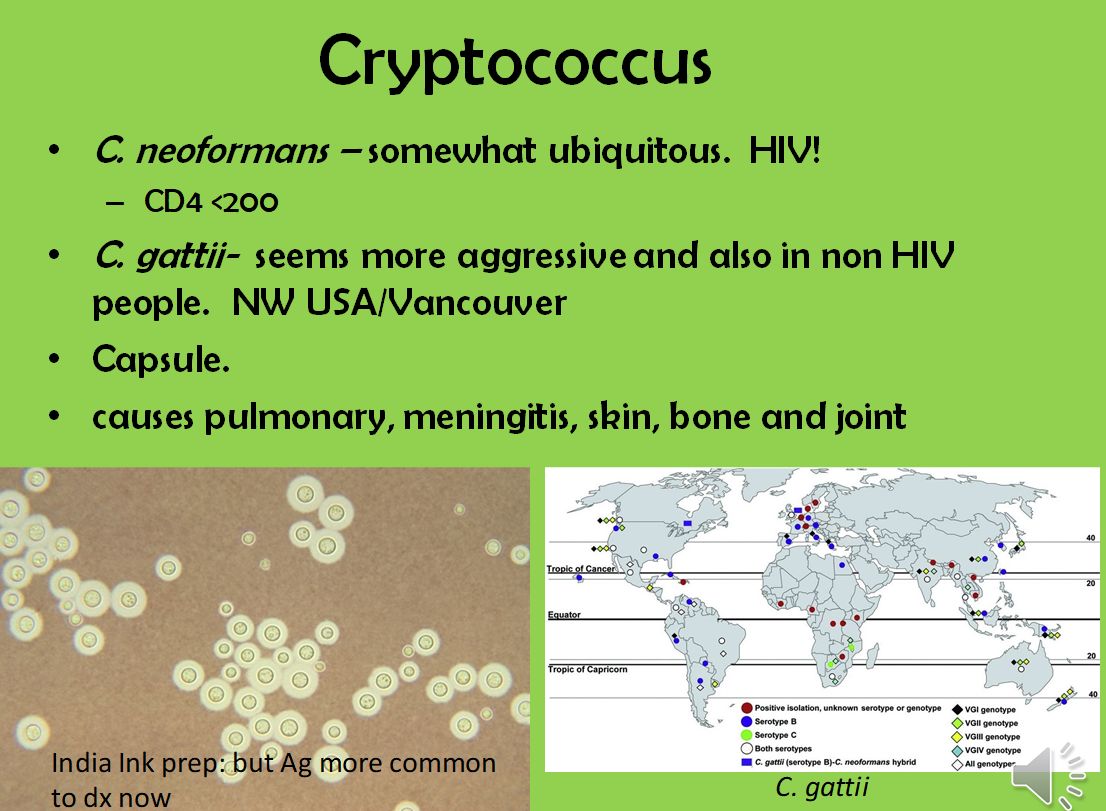 Cryptococcus
• C. neoformans – somewhat ubiquitous. HIV!
– CD4 <200
• C. gattii- seems more aggressive and also in non HIV
people. NW USA/Vancouver
• Capsule.
• causes pulmonary, meningitis, skin, bone and joint
India Ink prep: but Ag more common
to dx now
40
Tropic of Cancer
20
Equator
20
Tropic of Capricorn
40
Positive isolation, unknown serotype or genotype
Serotype B
Serotype C
Both serotypes
C. gattii (serotype B)-C. neoformans hybrid
VGI genotype
VGII genotype
VGIII genotype
VGIV genotype
All genotypes
C. gattii